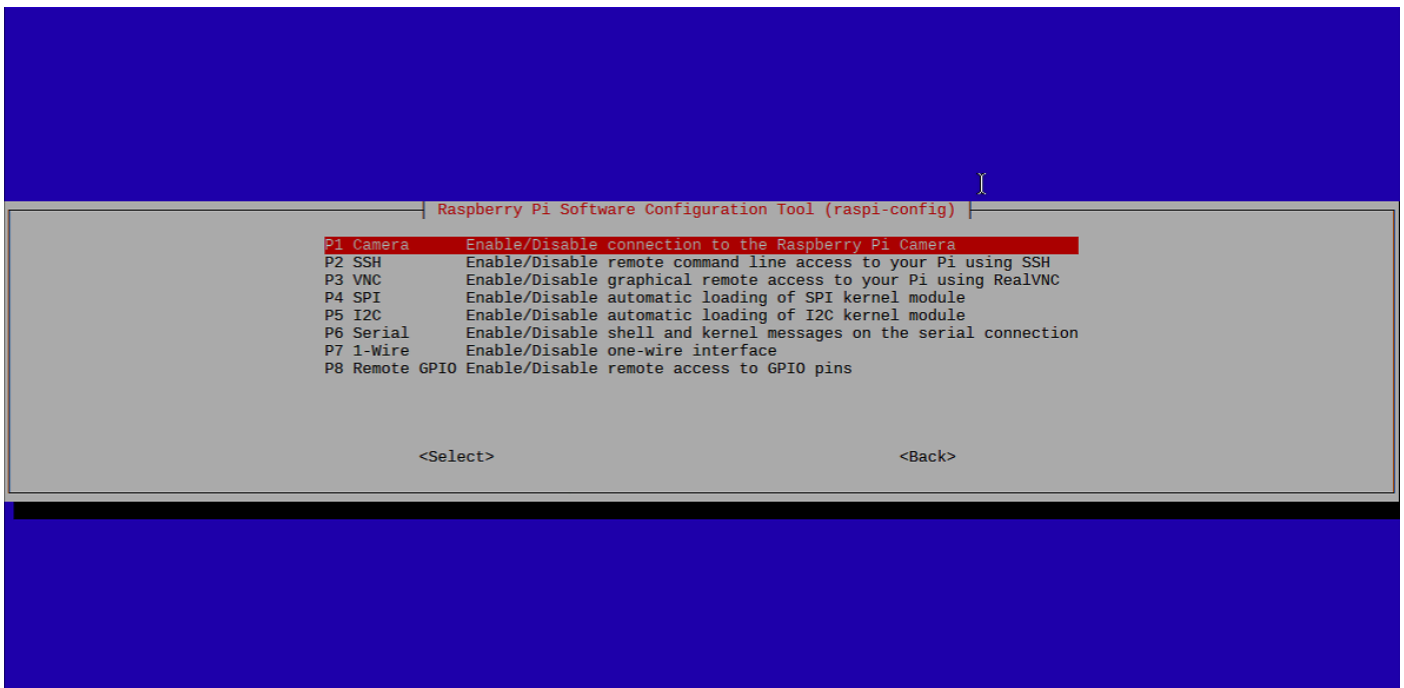 Raspberry Pi Software Configuration Tool (raspi-config)
P1 Camera Enable/Disable connection to the Raspberry Pi Camera
P2 SSH Enable/Disable remote command line access to your Pi using SSH
P3 VNC Enable/Disable graphical remote access to your Pi using RealVNC
P4 SPI Enable/Disable automatic loading of SPI kernel module
P5 I2C Enable/Disable automatic loading of I2C kernel module
P6 Serial Enable/Disable shell and kernel messages on the serial connection
P7 1-Wire Enable/Disable one-wire interface
P8 Remote GPIO Enable/Disable remote access to GPIO pins
<Select> <Back>